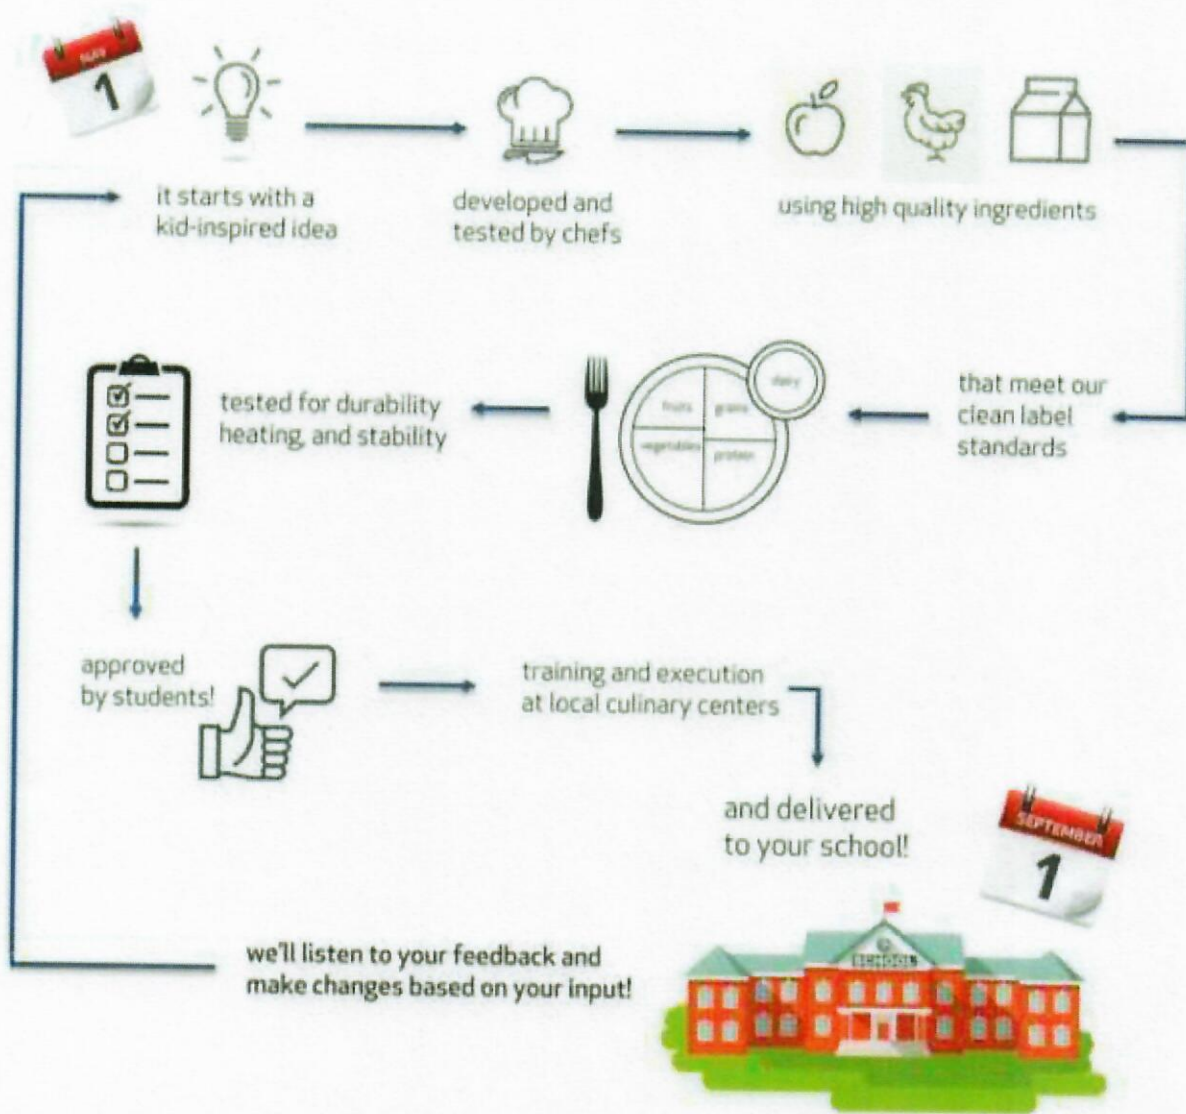 1
it starts with a
kid-inspired idea
developed and
tested by chefs
using high quality ingredients
that meet our
clean label
standards
dairy
fruits
grains
vegetables
protein
tested for durability
heating, and stability
approved
by students!
training and execution
at local culinary centers
and delivered
to your school!
SEPTEMBER
1
SCHOOL
we'll listen to your feedback and
make changes based on your input!